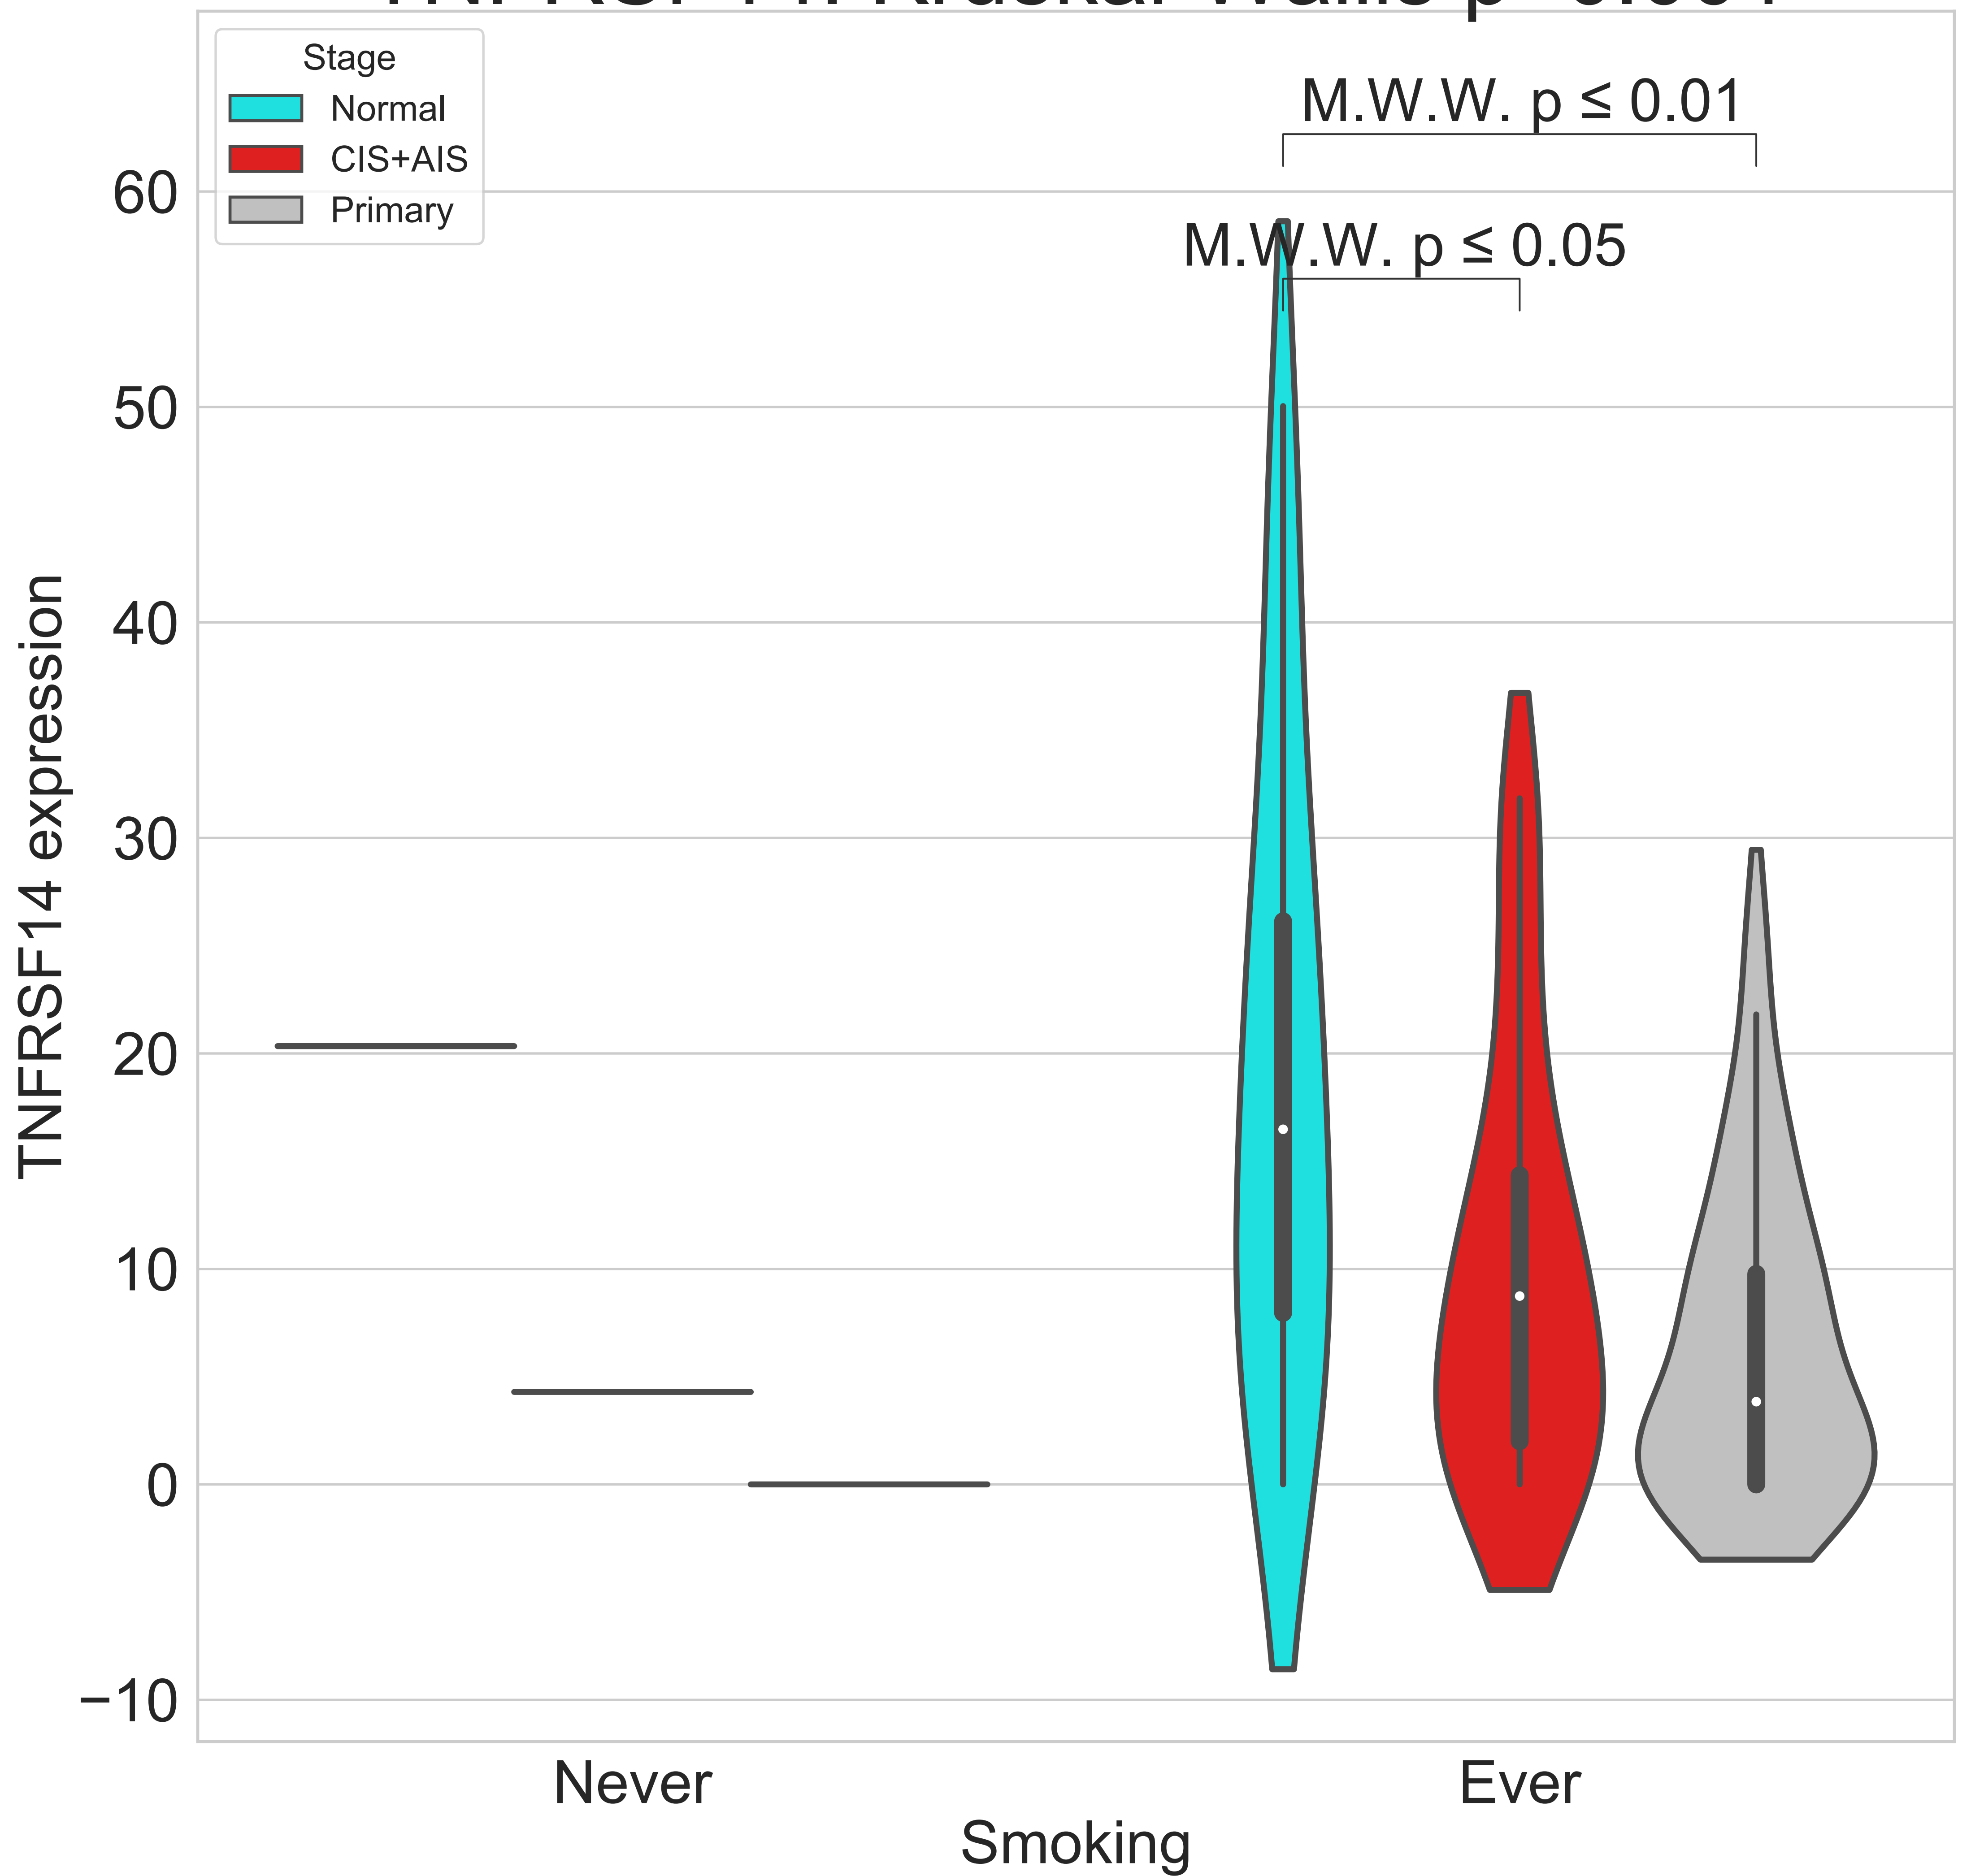 Stage
Normal
CIS+AIS
Primary
M.W.W. p ≤ 0.01
M.W.W. p ≤ 0.05
60
50
40
30
20
10
0
−10
TNFRSF14 expression
Never
Ever
Smoking